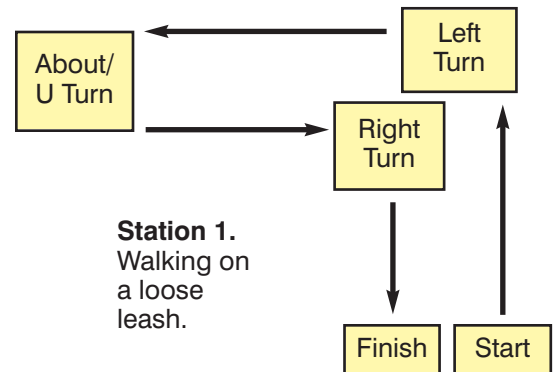 Left
Turn
About/
U Turn
Right
Turn
Station 1.
Walking on
a loose
leash.
Finish
Start